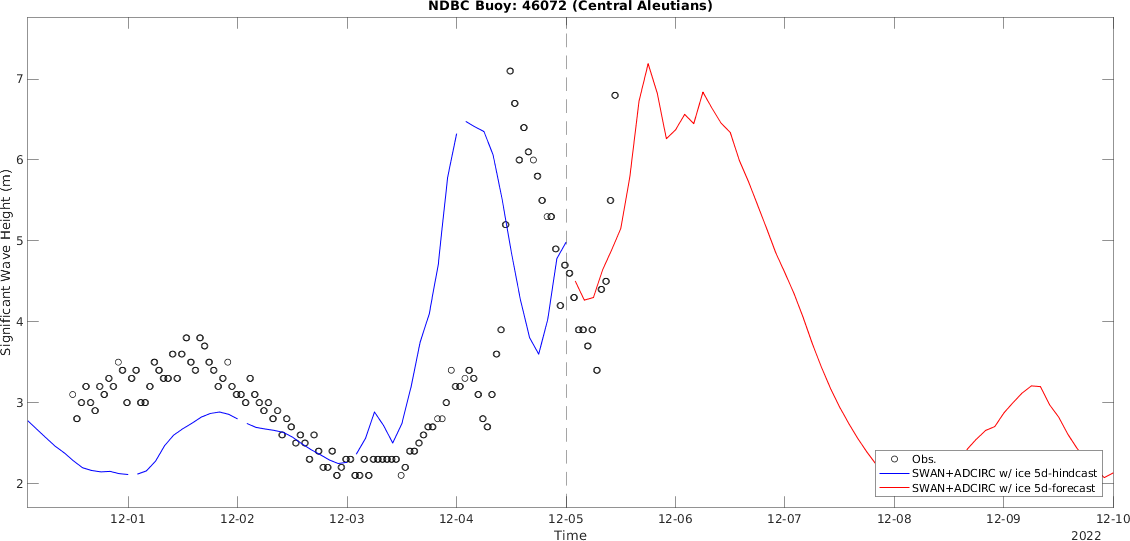 NDBC Buoy: 46072 (Central Aleutians)
Significant Wave Height (m)
7
6
5
4
3
2
Obs.
SWAN+ADCIRC w/ ice 5d-hindcast
SWAN+ADCIRC w/ ice 5d-forecast
12-01 12-02 12-03 12-04 12-05 12-06 12-07 12-08 12-09 12-10
Time
2022